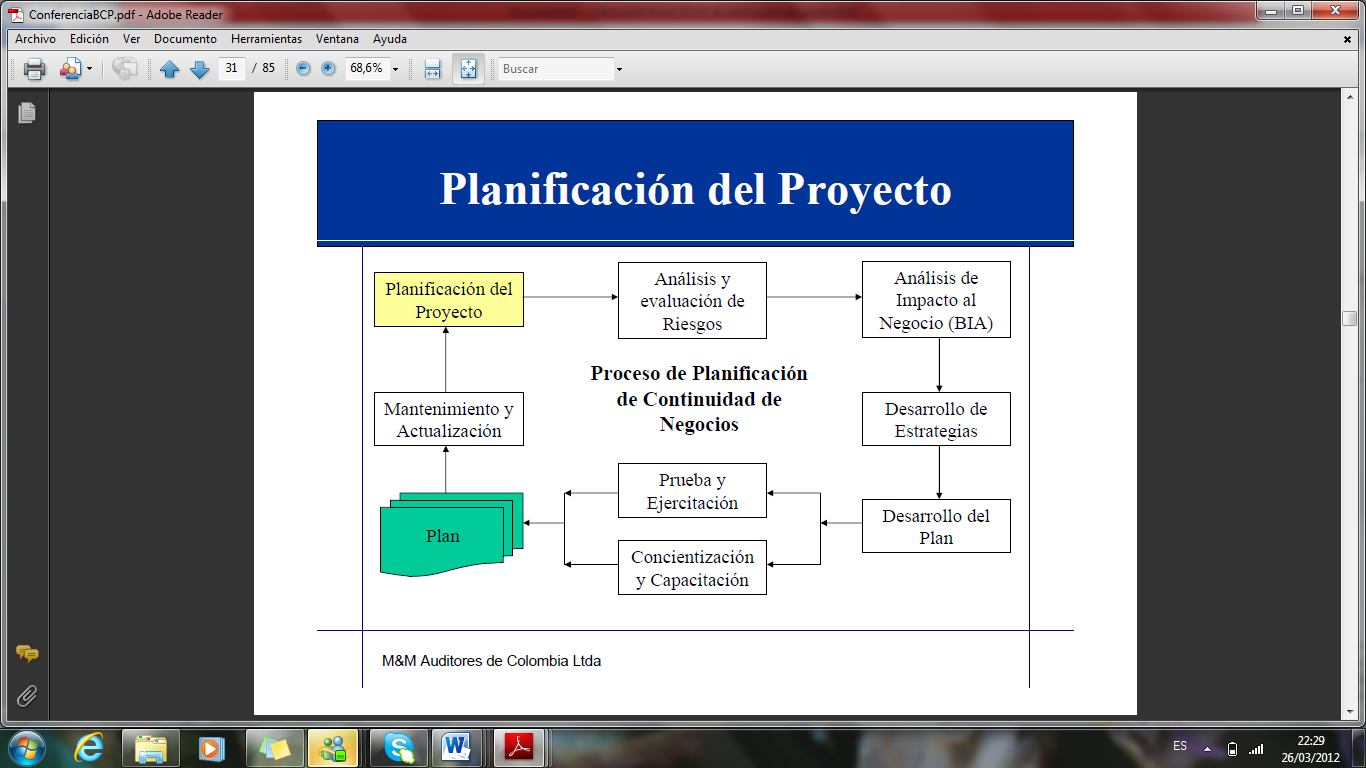 ConferenciaBCP.pdf - Adobe Reader
Archivo Edición Ver Documento Herramientas Ventana Ayuda
31 / 85 68,6% Buscar
Planificación del Proyecto
Planificación del
Proyecto
Análisis y
evaluación de
Riesgos
Análisis de
Impacto al
Negocio (BIA)
Proceso de Planificación
de Continuidad de
Negocios
Mantenimiento y
Actualización
Desarrollo de
Estrategias
Prueba y
Ejercitación
Desarrollo del
Plan
Plan
Concientización
y Capacitación
M&M Auditores de Colombia Ltda
ES
22:29
26/03/2012